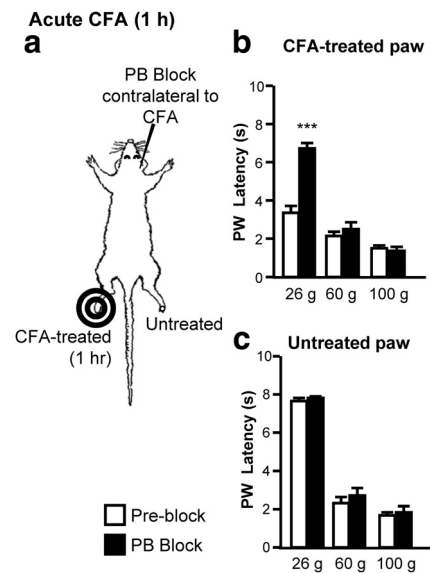 Acute CFA (1 h)
a
PB Block
contralateral to
CFA
CFA-treated
(1 hr)
Untreated
Pre-block
PB Block
b
CFA-treated paw
PW Latency (s)
10
8
6
4
2
0
***
26 g 60 g 100 g
c
Untreated paw
PW Latency (s)
10
8
6
4
2
0
26 g 60 g 100 g